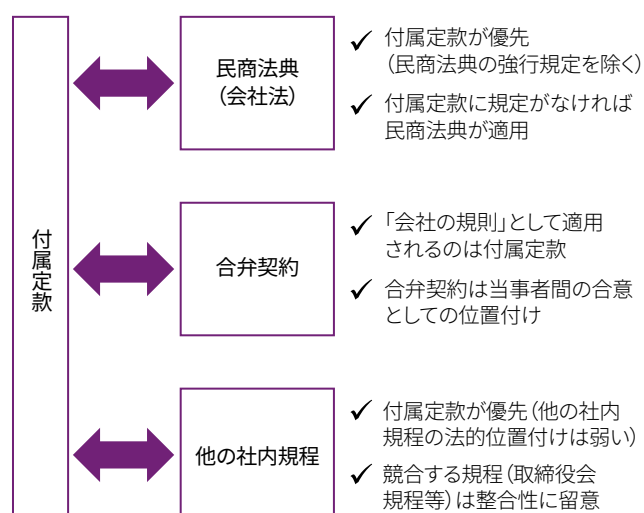 付属定款
民商法典
（会社法）
✓ 付属定款が優先
（民商法典の強行規定を除く）
✓ 付属定款に規定がなければ
民商法典が適用
合弁契約
✓ 「会社の規則」として適用
されるのは付属定款
✓ 合弁契約は当事者間の合意
としての位置付け
他の社内規程
✓ 付属定款が優先（他の社内
規程の法的位置付けは弱い）
✓ 競合する規程（取締役会
規程等）は整合性に留意